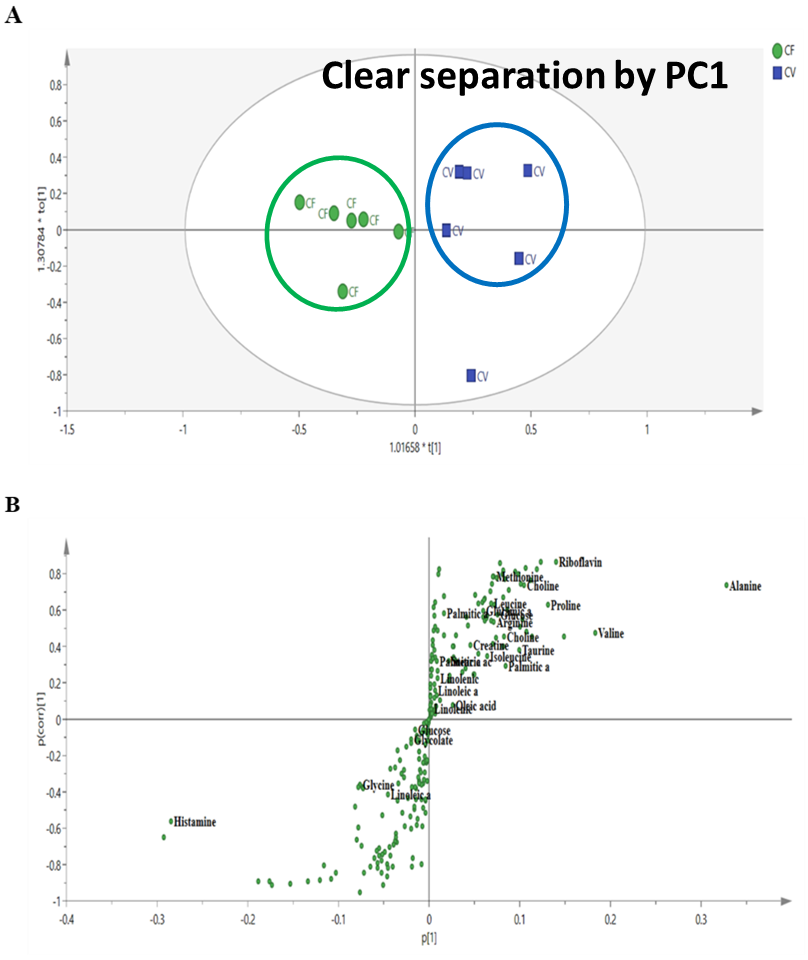 A
CF
CV
Clear separation by PC1
0.8
0.6
0.4
0.2
0
-0.2
-0.4
-0.6
-0.8
-1
1.30784 * to[1]
CV
CV
CV
CF
CF
CF
CF
CV
CV
CF
CV
-1.5
-1
-0.5
0
0.5
1
1.01658 * t[1]
B
0.8
0.6
0.4
0.2
0
-0.2
-0.4
-0.6
-0.8
-1
p(corr)[1]
Riboflavin
Methionine
Choline
Alanine
Leucine
Proline
Palmitic a
Glucose
Arginine
Valine
Choline
Creatine
Taurine
Isoleucine
Palmitic a
Linolenic
Linoleic a
Oleic acid
Linolenic
Glucose
Glycolate
Glycine
Linoleic a
Histamine
-0.4
-0.3
-0.2
-0.1
0
0.1
0.2
0.3
p[1]